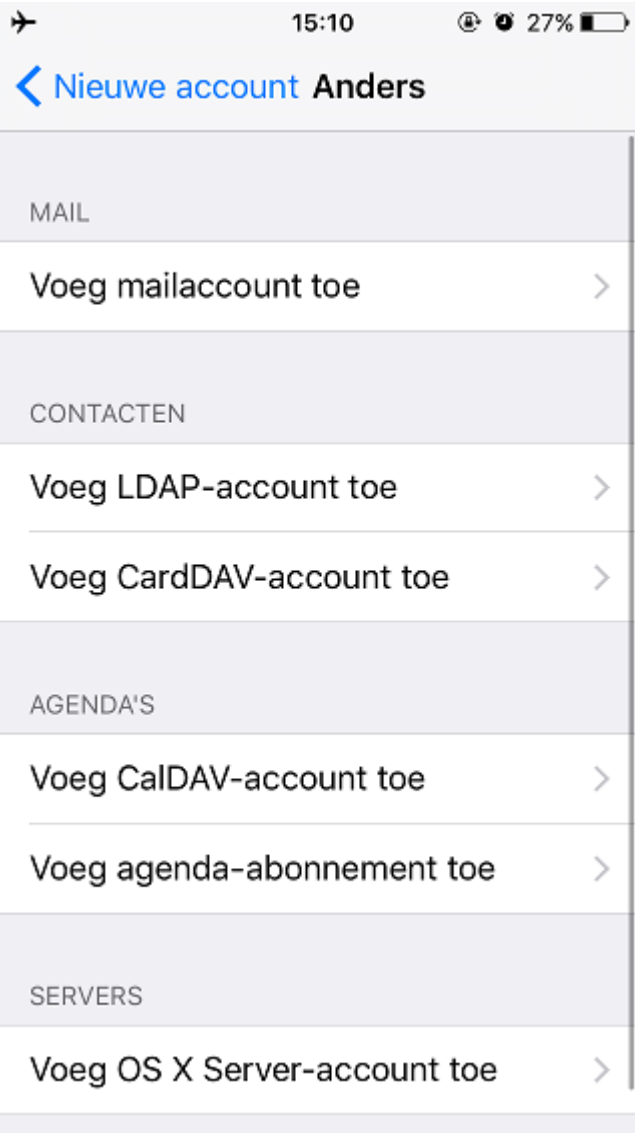 15:10 27%
Nieuwe account Anders
MAIL
Voeg mailaccount toe
CONTACTEN
Voeg LDAP-account toe
Voeg CardDAV-account toe
AGENDA'S
Voeg CalDAV-account toe
Voeg agenda-abonnement toe
SERVERS
Voeg OS X Server-account toe